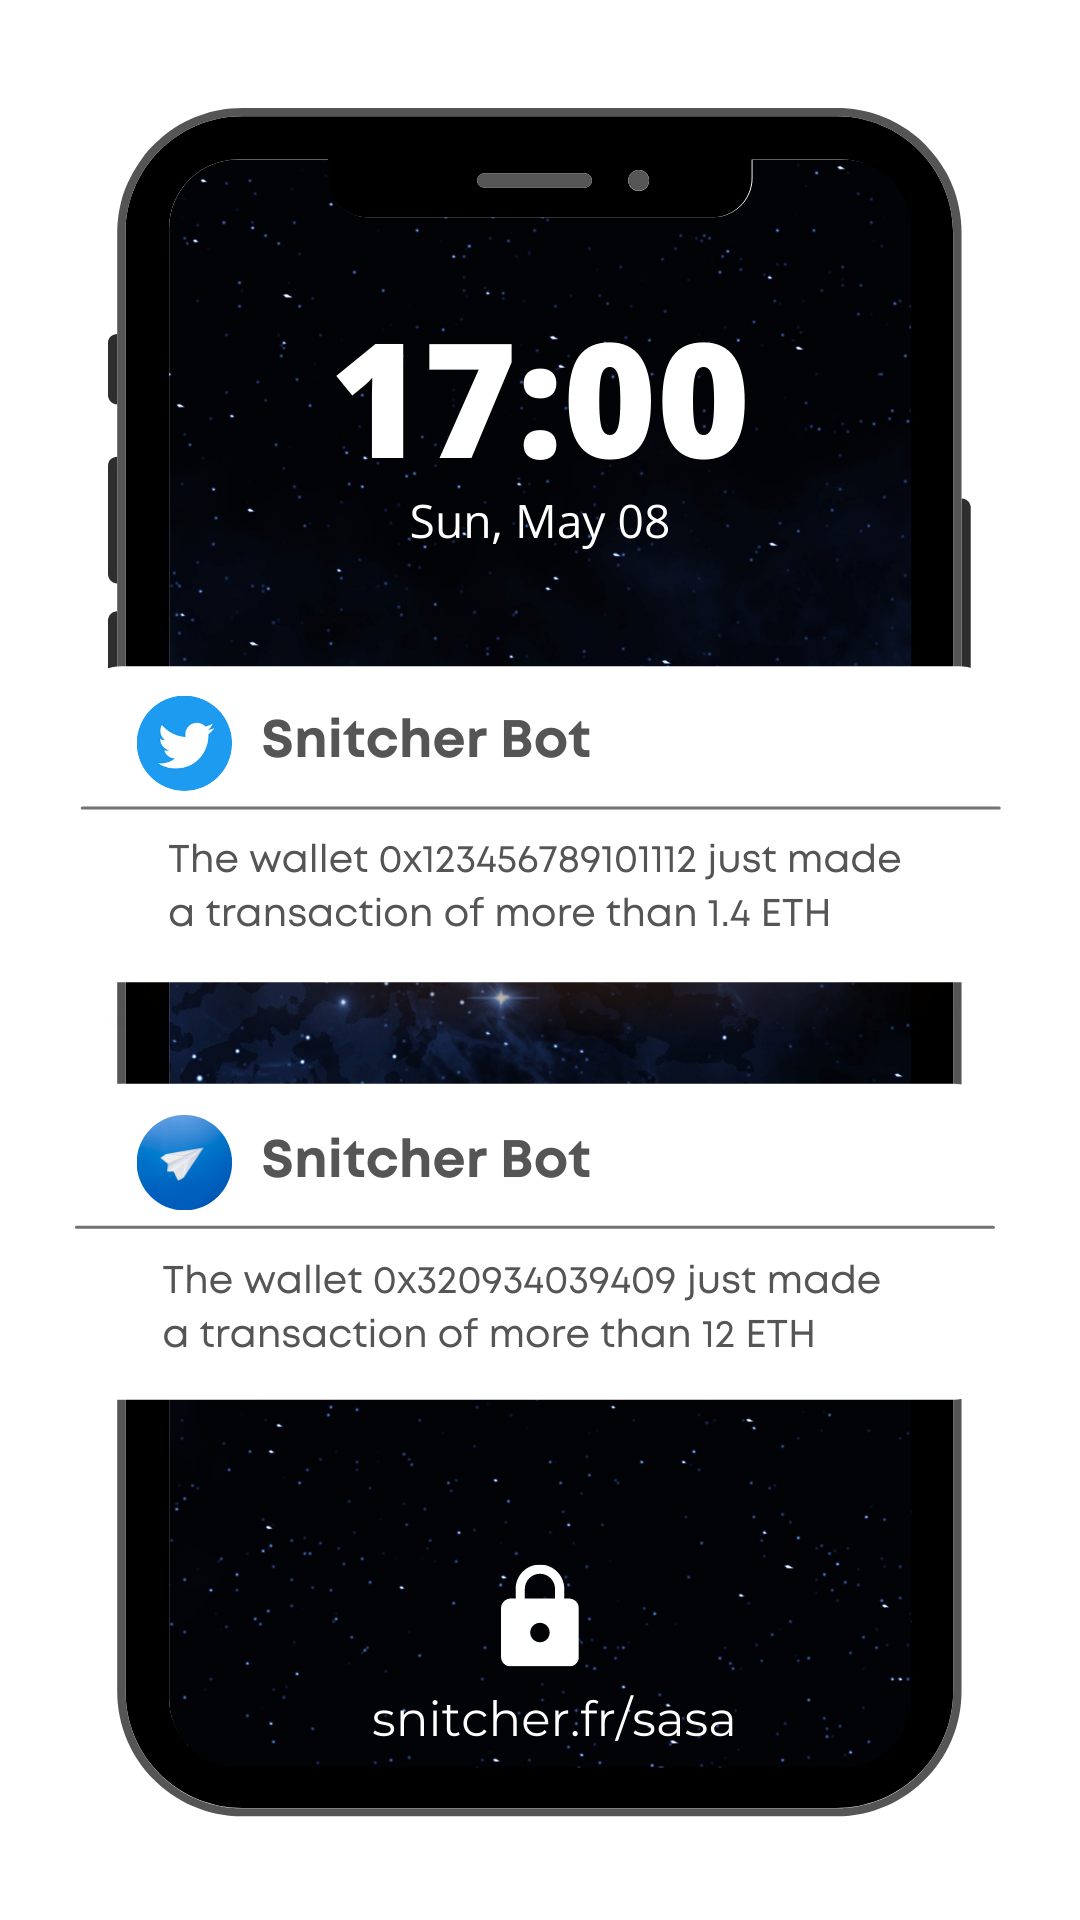 17:00
Sun, May 08
Snitcher Bot
The wallet 0x123456789101112 just made
a transaction of more than 1.4 ETH
Snitcher Bot
The wallet 0x320934039409 just made
a transaction of more than 12 ETH
snitcher.fr/sasa